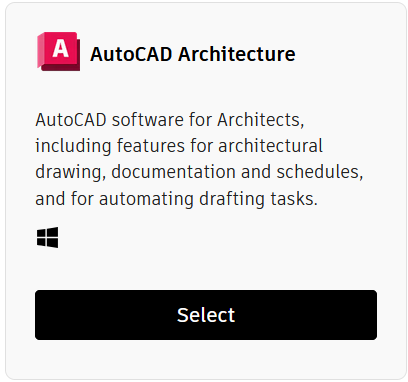 A
AutoCAD Architecture
AutoCAD software for Architects,
including features for architectural
drawing, documentation and schedules,
and for automating drafting tasks.
Select